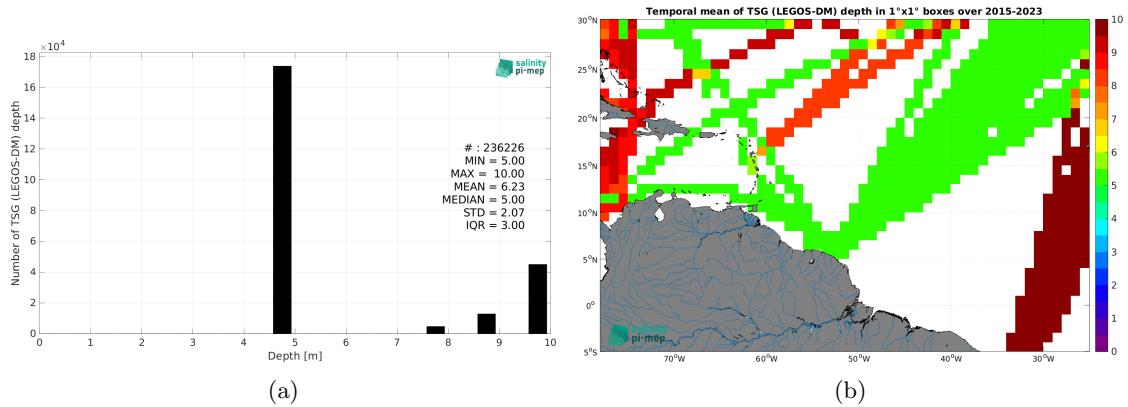 ×10⁴
18
16
14
12
10
8
6
4
2
0
Number of TSG (LEGOS-DM) depth
salinity
pi-mep
# : 236226
MIN = 5.00
MAX = 10.00
MEAN = 6.23
MEDIAN = 5.00
STD = 2.07
IQR = 3.00
0 1 2 3 4 5 6 7 8 9 10
Depth [m]
(a)
Temporal mean of TSG (LEGOS-DM) depth in 1°x1° boxes over 2015-2023
30°N
25°N
20°N
15°N
10°N
5°N
0°
5°S
salinity
pi-mep
70°W 60°W 50°W 40°W 30°W
10
9
8
7
6
5
4
3
2
1
0
(b)